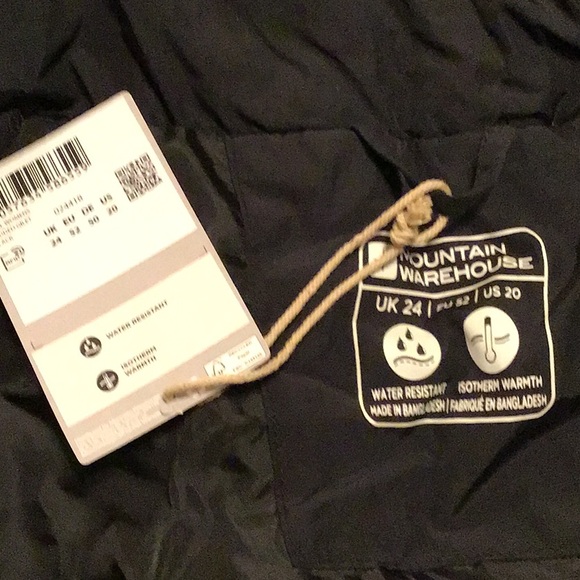 074410
UK EU DE US
24 52 50 20
WATER RESISTANT
ISOTHERM
WARMTH
MOUNTAIN
WAREHOUSE
UK 24 | EU 52 | US 20
WATER RESISTANT ISOTHERM WARMTH
MADE IN BANGLADESH | FABRIQUÉ EN BANGLADESH